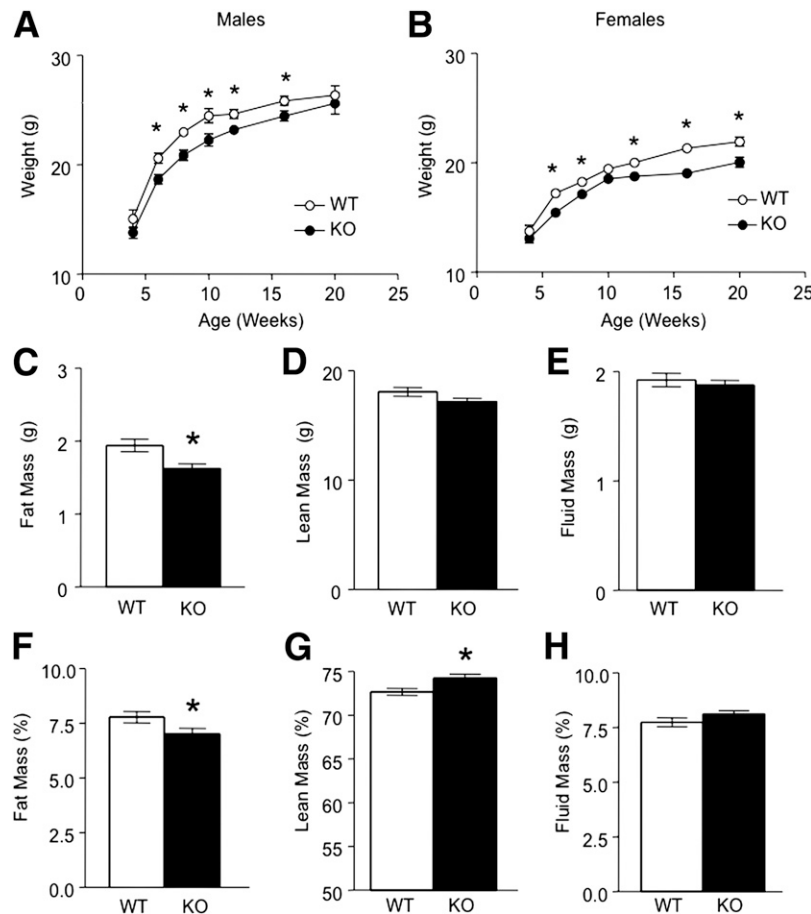 A
Males
30
20
10
Weight (g)
* * * * *
WT
KO
0 5 10 15 20 25
Age (Weeks)
B
Females
30
20
10
Weight (g)
* * * * *
WT
KO
0 5 10 15 20 25
Age (Weeks)
C
3
2
1
0
Fat Mass (g)
*
WT KO
D
20
10
0
Lean Mass (g)
WT KO
E
2
1
0
Fluid Mass (g)
WT KO
F
10.0
7.5
5.0
2.5
0.0
Fat Mass (%)
*
WT KO
G
75
70
65
60
55
50
Lean Mass (%)
*
WT KO
H
10.0
7.5
5.0
2.5
0.0
Fluid Mass (%)
WT KO